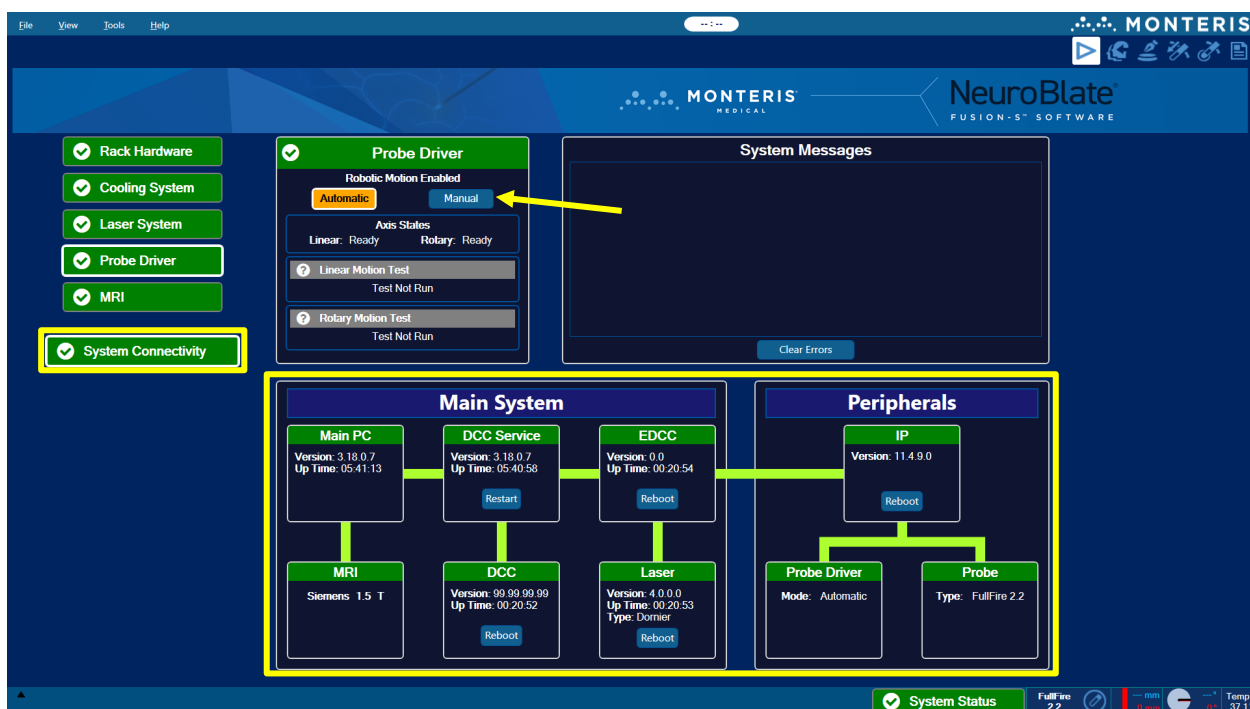 File View Tools Help
-- : --
MONTERIS
MONTERIS
MEDICAL
NeuroBlate®
FUSION-S™ SOFTWARE
Rack Hardware
Cooling System
Laser System
Probe Driver
MRI
System Connectivity
Probe Driver
Robotic Motion Enabled
Automatic Manual
Axis States
Linear: Ready Rotary: Ready
? Linear Motion Test
Test Not Run
? Rotary Motion Test
Test Not Run
System Messages
Clear Errors
Main System
Main PC
Version: 3.18.0.7
Up Time: 05:41:13
DCC Service
Version: 3.18.0.7
Up Time: 05:40:58
Restart
EDCC
Version: 0.0
Up Time: 00:20:54
Reboot
MRI
Siemens 1.5 T
DCC
Version: 99.99.99.99
Up Time: 00:20:52
Reboot
Laser
Version: 4.0.0.0
Up Time: 00:20:53
Type: Dornier
Reboot
Peripherals
IP
Version: 11.4.9.0
Reboot
Probe Driver
Mode: Automatic
Probe
Type: FullFire 2.2
System Status
FullFire
2.2
--- mm
0 mm
---°
0°
Temp
37.1